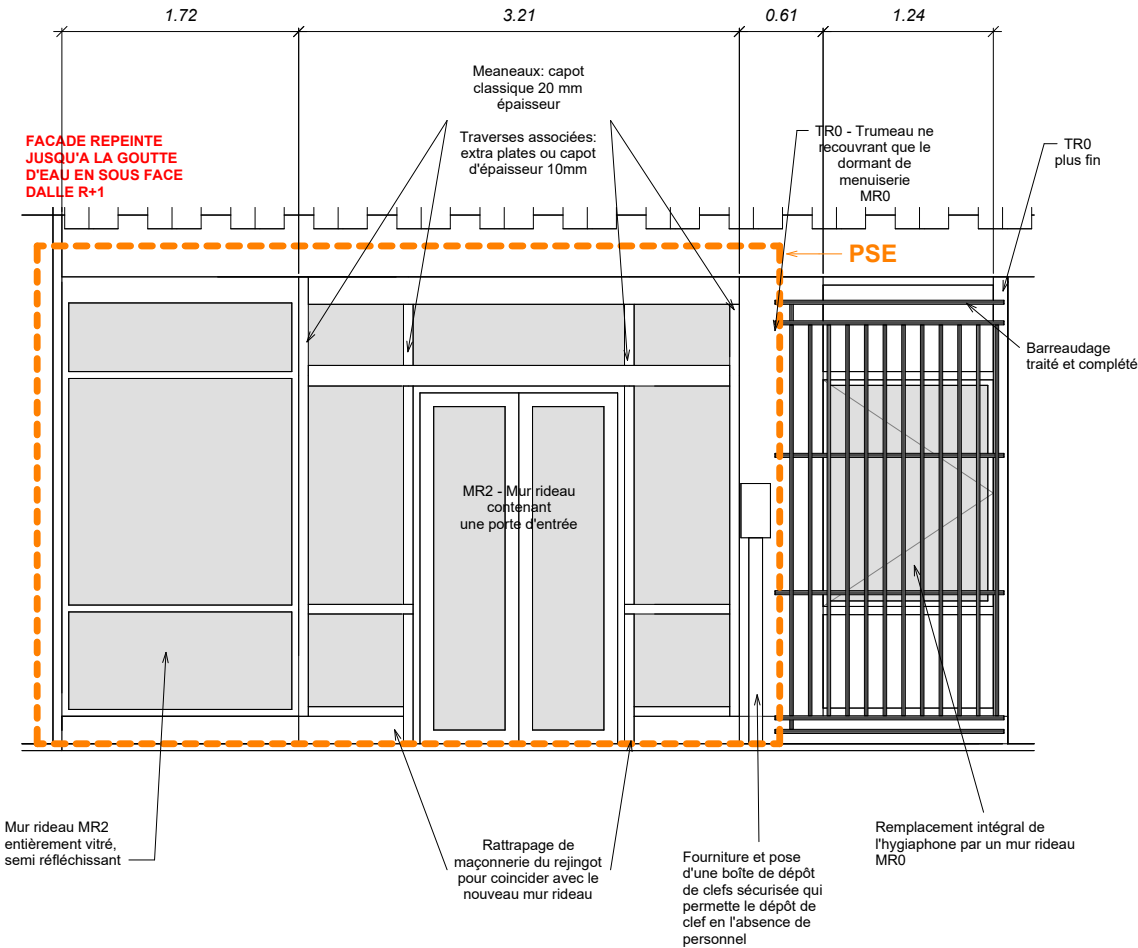 1.72
3.21
0.61
1.24
Meaneaux: capot
classique 20 mm
épaisseur
Traverses associées:
extra plates ou capot
d'épaisseur 10mm
FACADE REPEINTE
JUSQU'A LA GOUTTE
D'EAU EN SOUS FACE
DALLE R+1
TR0 - Trumeau ne
recouvrant que le
dormant de
menuiserie
MR0
TR0
plus fin
PSE
Barreaudage
traité et complété
MR2 - Mur rideau
contenant
une porte d'entrée
Mur rideau MR2
entièrement vitré,
semi réfléchissant
Rattrapage de
maçonnerie du rejingot
pour coincider avec le
nouveau mur rideau
Fourniture et pose
d'une boîte de dépôt
de clefs sécurisée qui
permette le dépôt de
clef en l'absence de
personnel
Remplacement intégral de
l'hygiaphone par un mur rideau
MR0